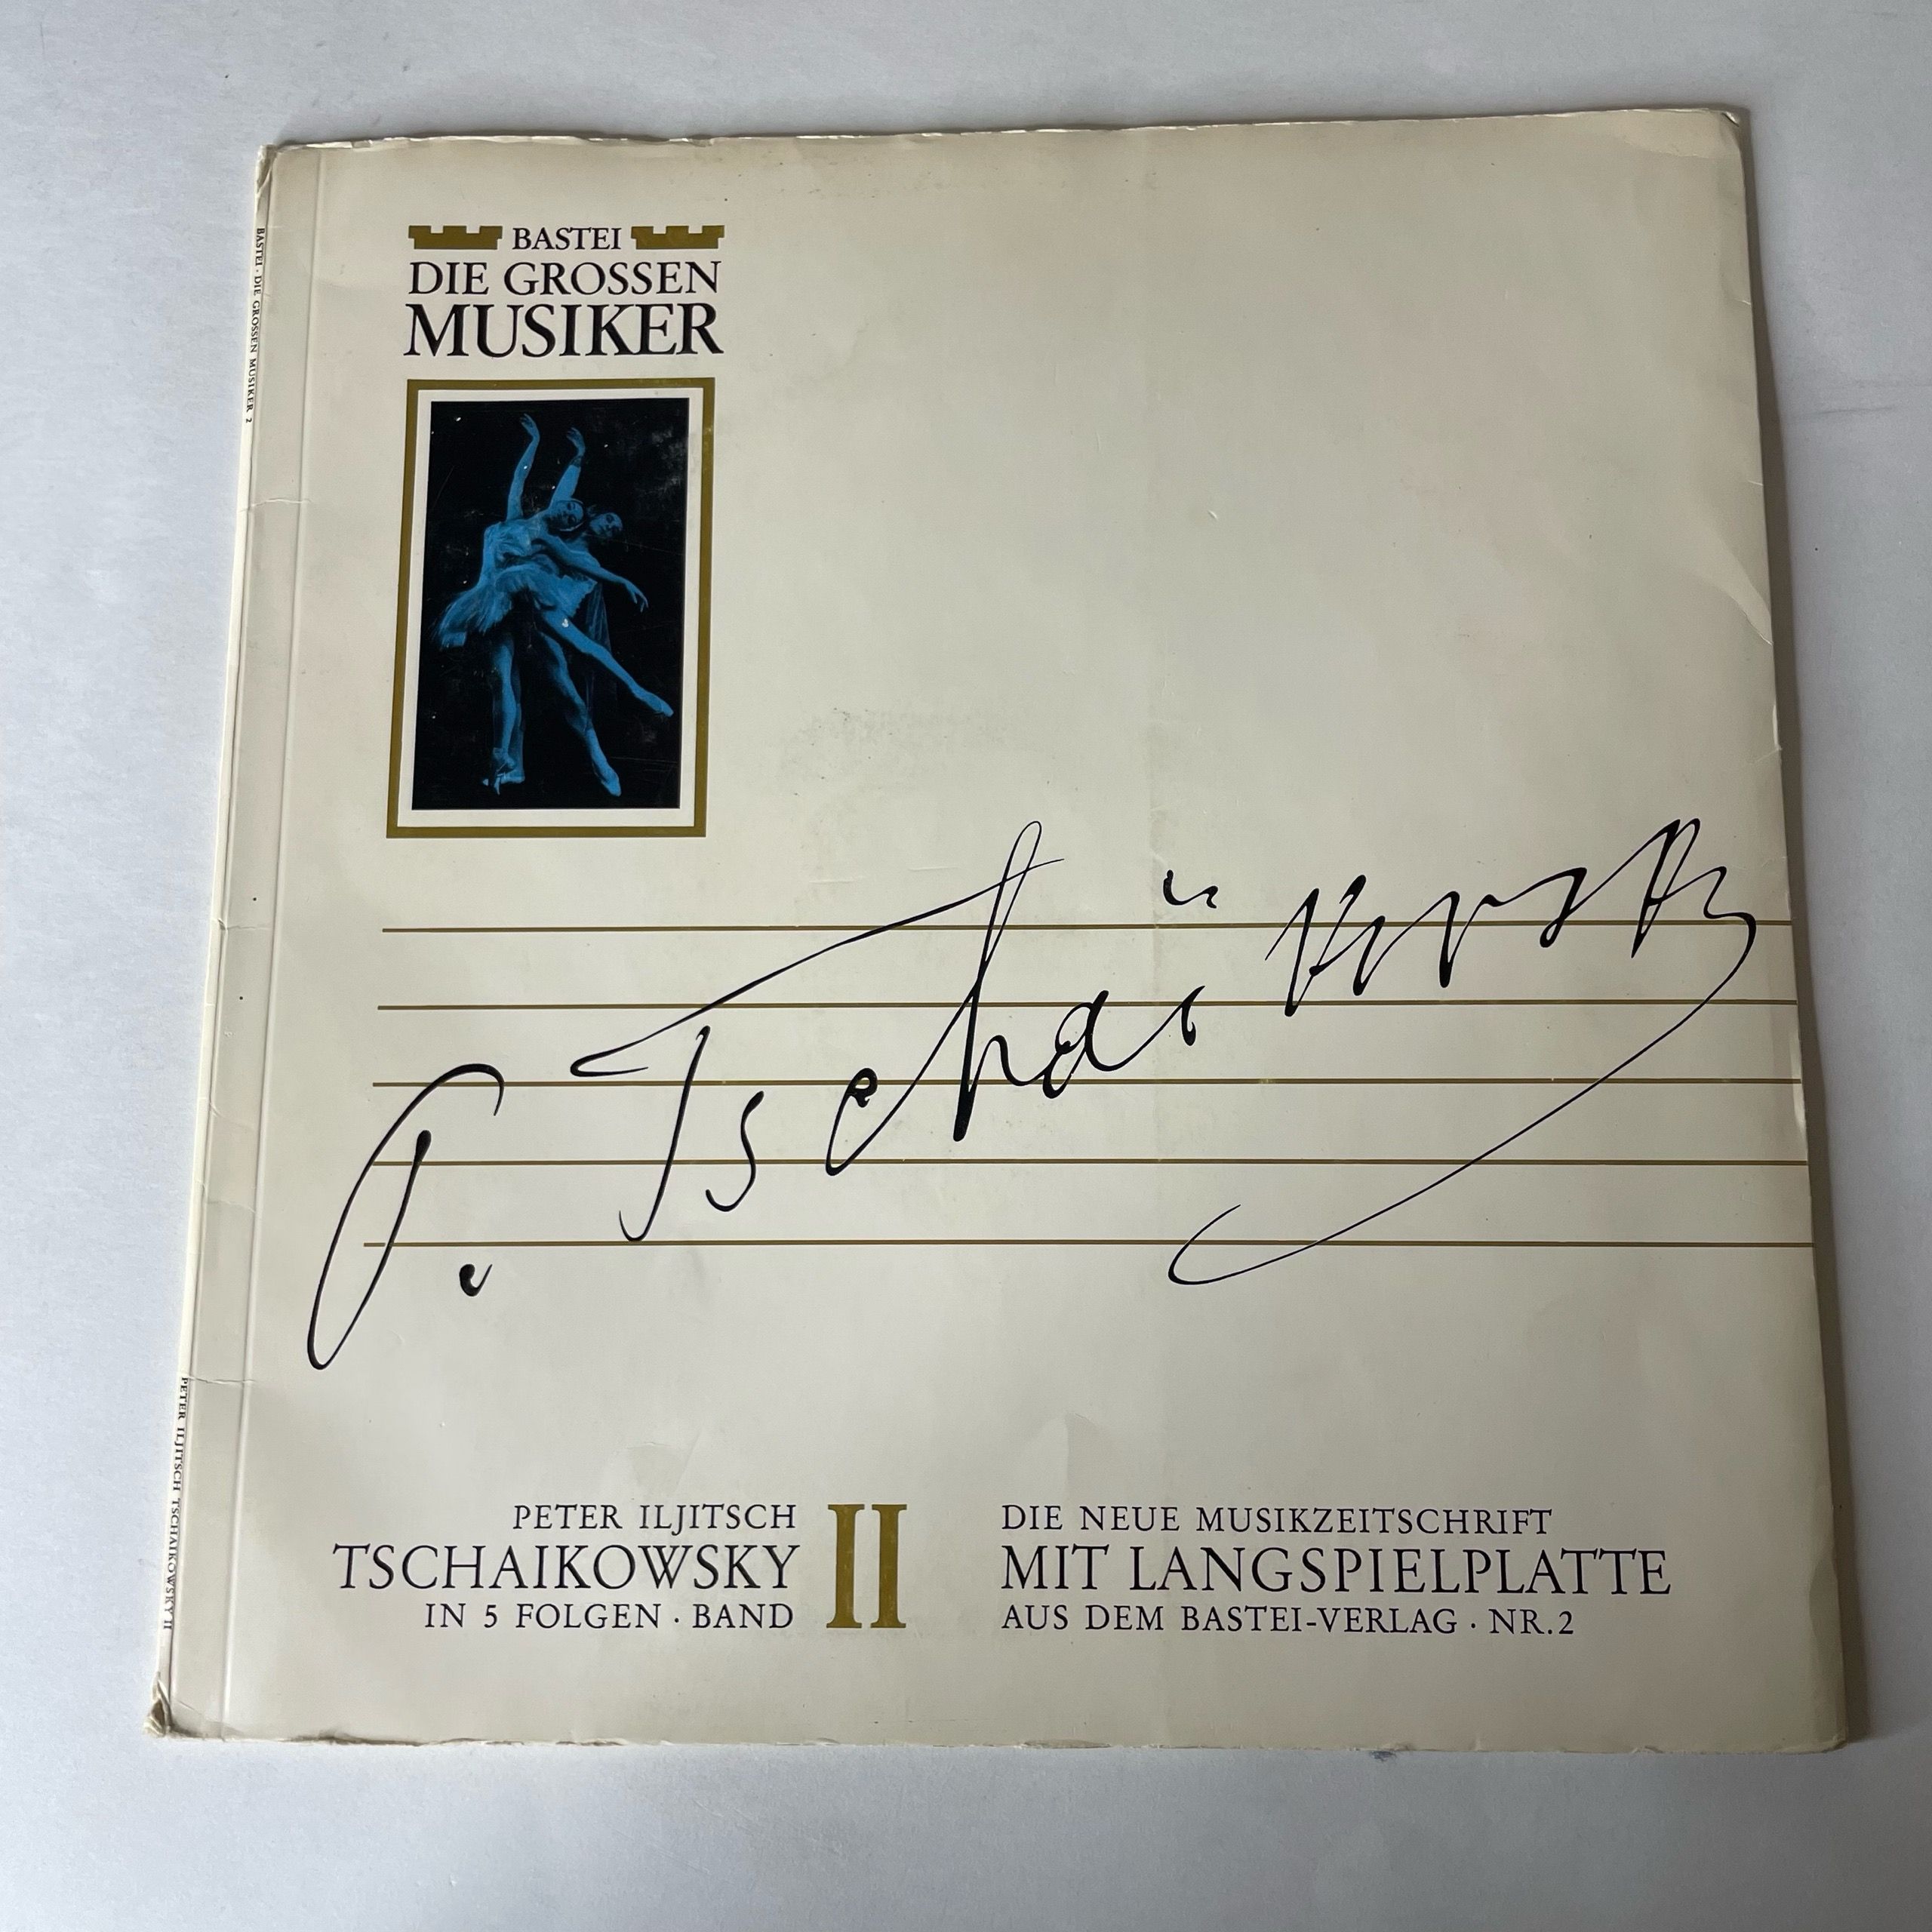 BASTEI
DIE GROSSEN
MUSIKER
P. Tschaïkovsky
PETER ILJITSCH
TSCHAIKOWSKY
IN 5 FOLGEN · BAND
II
DIE NEUE MUSIKZEITSCHRIFT
MIT LANGSPIELPLATTE
AUS DEM BASTEI-VERLAG · NR.2
BASTEI · DIE GROSSEN MUSIKER 2
PETER ILJITSCH TSCHAIKOWSKY II